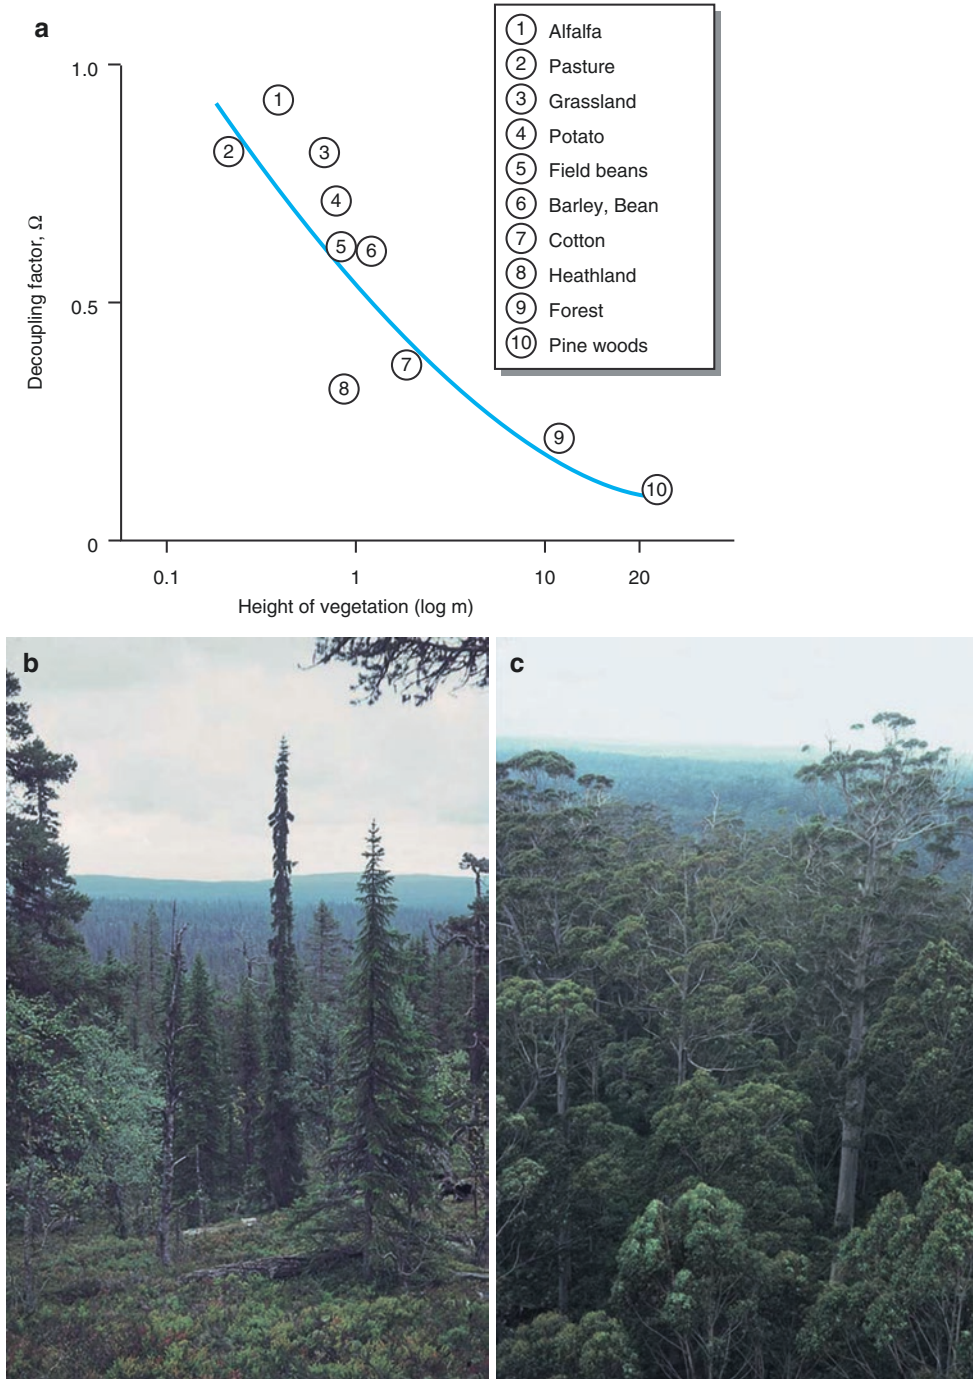 a
1 Alfalfa
2 Pasture
3 Grassland
4 Potato
5 Field beans
6 Barley, Bean
7 Cotton
8 Heathland
9 Forest
10 Pine woods
1.0
0.5
0
Decoupling factor, Ω
1
2
3
4
5
6
7
8
9
10
0.1 1 10 20
Height of vegetation (log m)
b
c